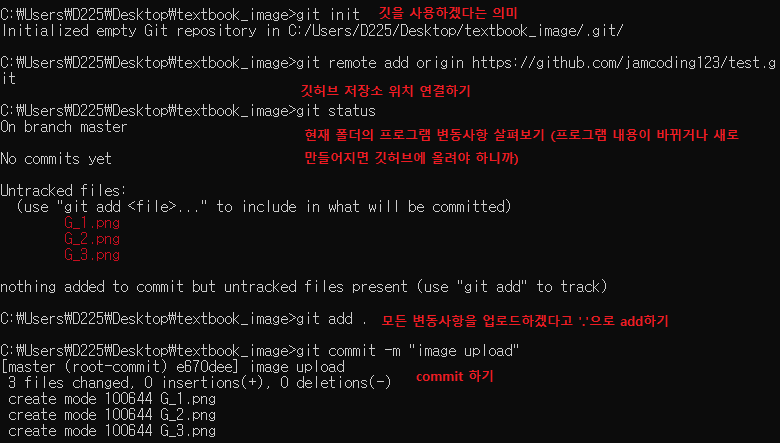 C:\Users\D225\Desktop\textbook_image>git init 깃을 사용하겠다는 의미
Initialized empty Git repository in C:/Users/D225/Desktop/textbook_image/.git/
C:\Users\D225\Desktop\textbook_image>git remote add origin https://github.com/jamcoding123/test.g
it
깃허브 저장소 위치 연결하기
C:\Users\D225\Desktop\textbook_image>git status
On branch master
현재 폴더의 프로그램 변동사항 살펴보기 (프로그램 내용이 바뀌거나 새로
No commits yet
만들어지면 깃허브에 올려야 하니까)
Untracked files:
(use "git add <file>..." to include in what will be committed)
G_1.png
G_2.png
G_3.png
nothing added to commit but untracked files present (use "git add" to track)
C:\Users\D225\Desktop\textbook_image>git add . 모든 변동사항을 업로드하겠다고 '.'으로 add하기
C:\Users\D225\Desktop\textbook_image>git commit -m "image upload"
[master (root-commit) e670dee] image upload
3 files changed, 0 insertions(+), 0 deletions(-) commit 하기
create mode 100644 G_1.png
create mode 100644 G_2.png
create mode 100644 G_3.png